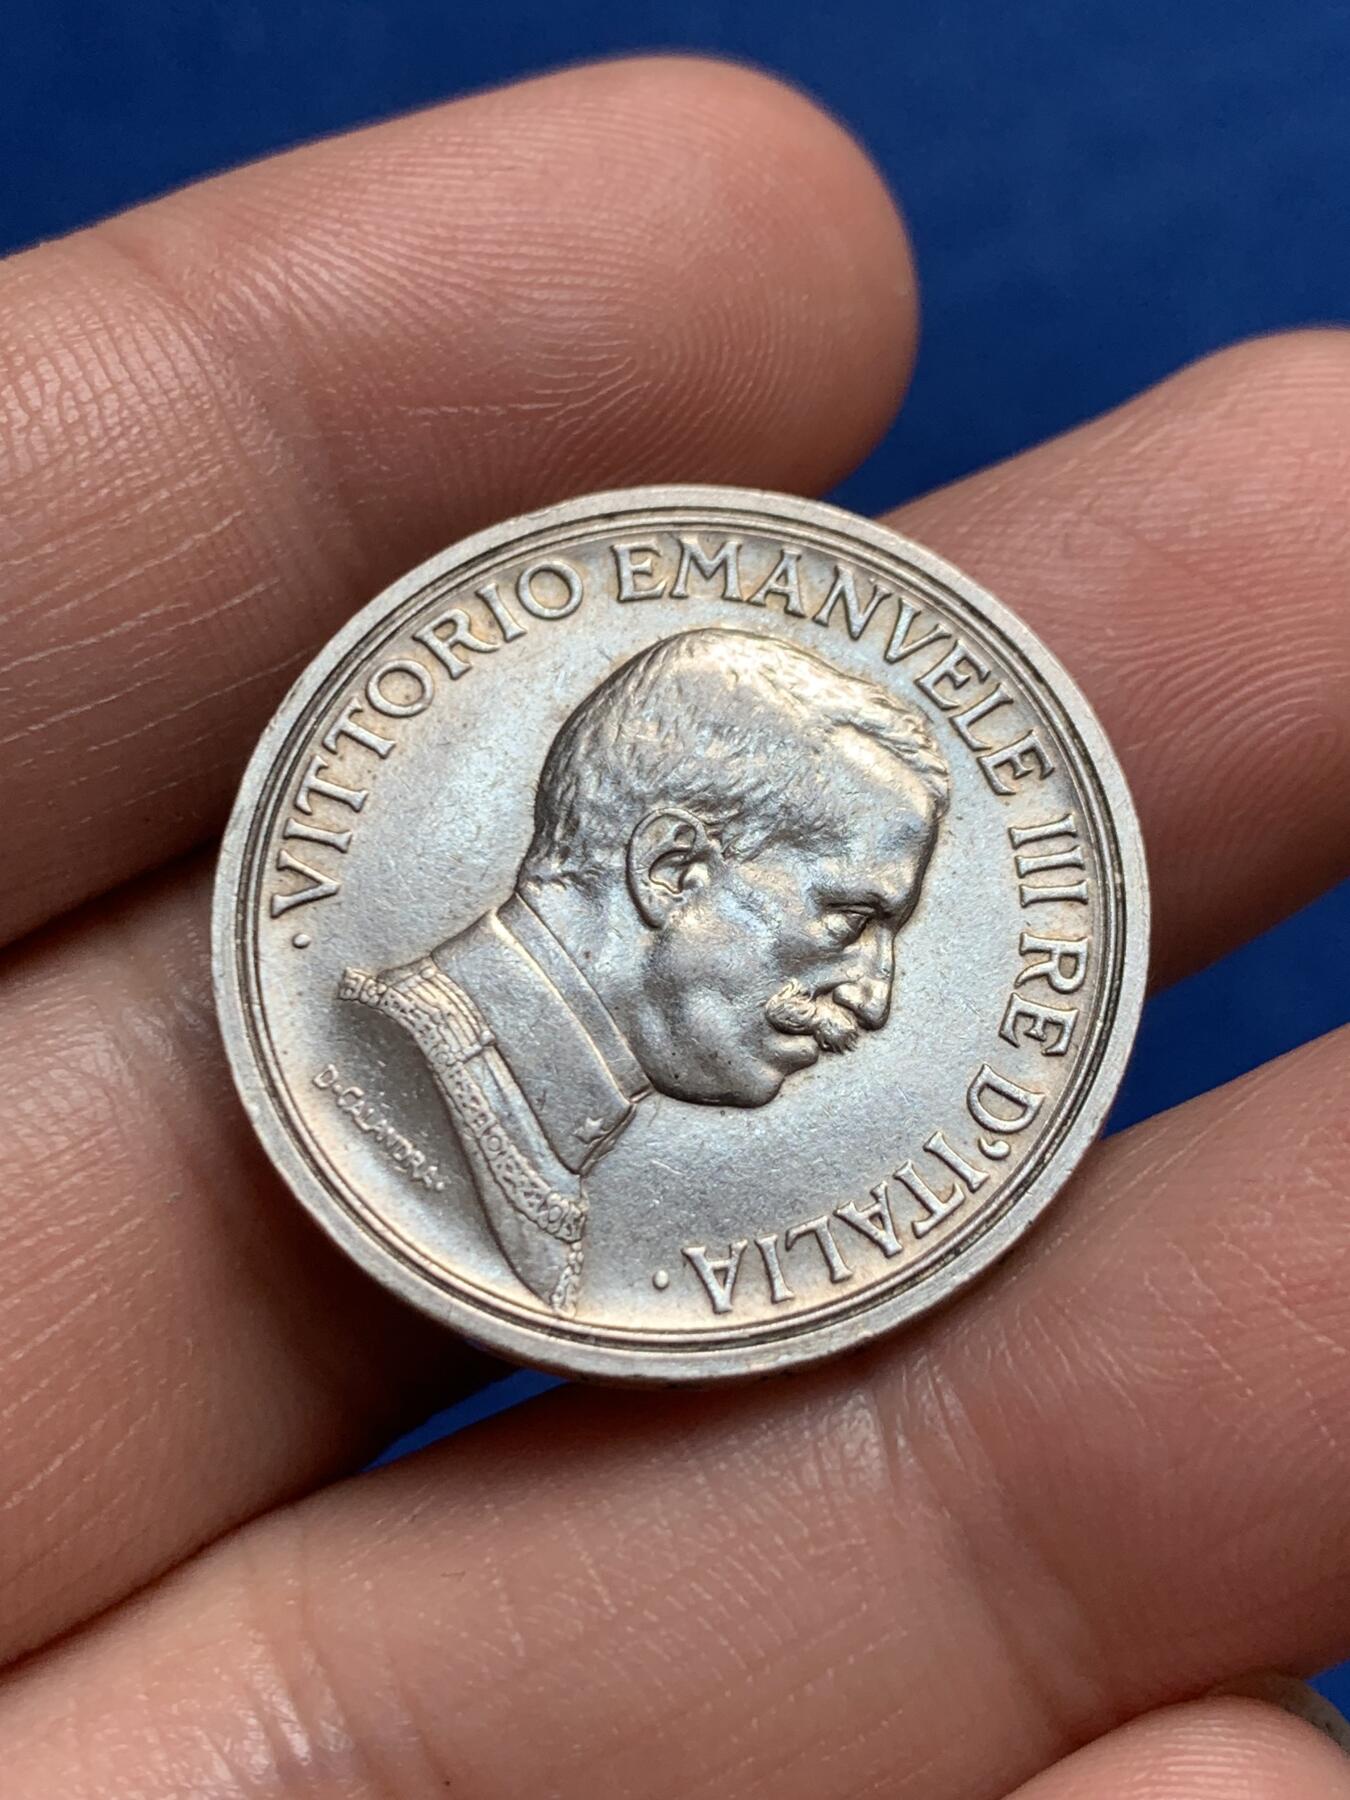 · VITTORIO EMANVELE III RE D'ITALIA ·
D·CALANDRA·